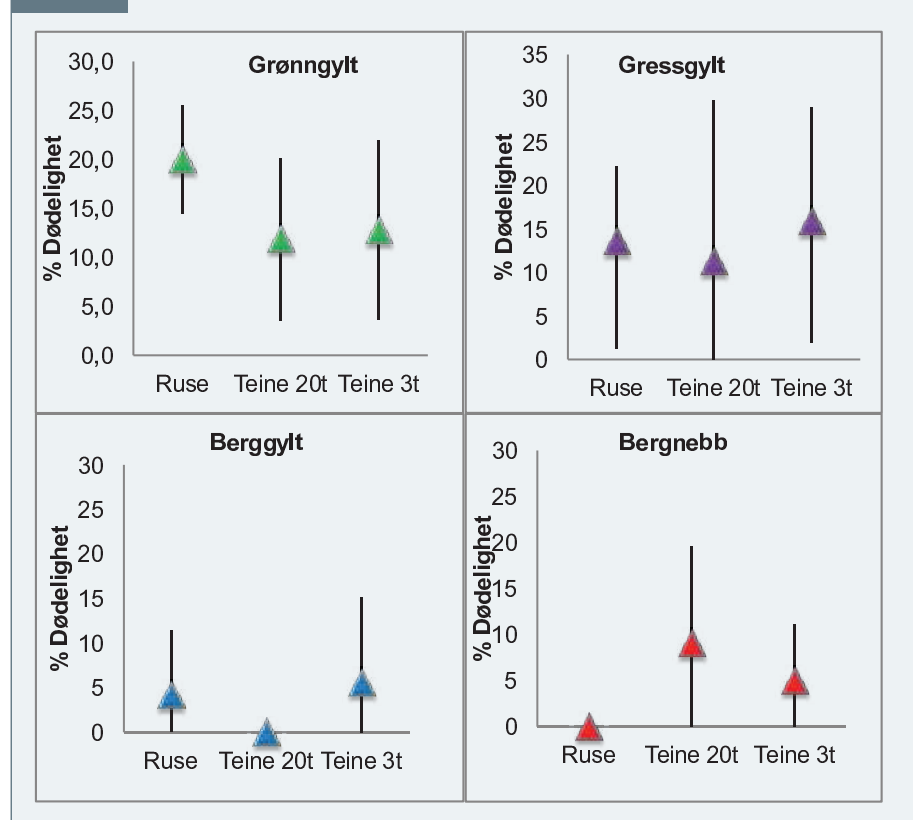 Grønngylt
% Dødelighet
30,0
25,0
20,0
15,0
10,0
5,0
0,0
Ruse Teine 20t Teine 3t
Gressgylt
% Dødelighet
35
30
25
20
15
10
5
0
Ruse Teine 20t Teine 3t
Berggylt
% Dødelighet
30
25
20
15
10
5
0
Ruse Teine 20t Teine 3t
Bergnebb
% Dødelighet
30
25
20
15
10
5
0
Ruse Teine 20t Teine 3t